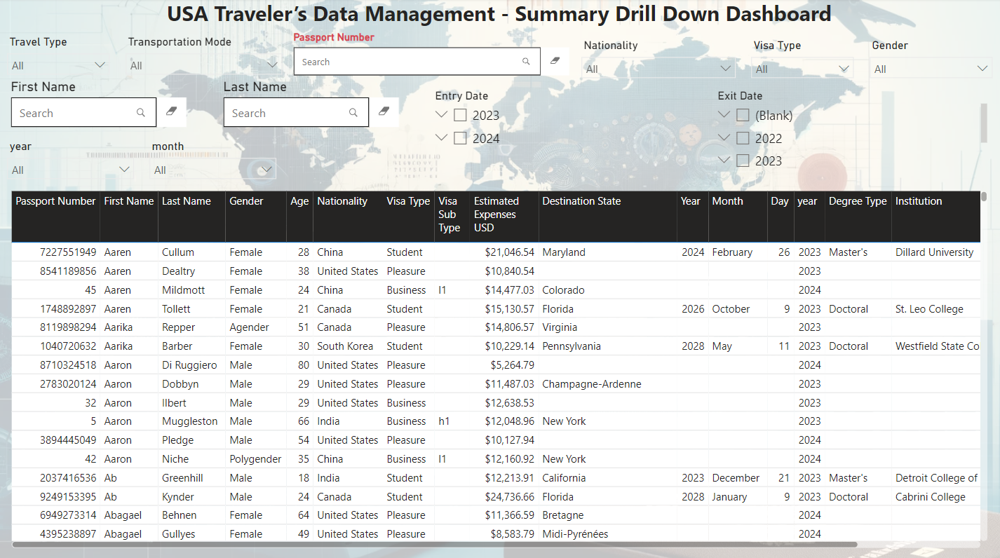 USA Traveler’s Data Management - Summary Drill Down Dashboard
Travel Type Transportation Mode Passport Number Nationality Visa Type Gender
All All Search All All All
First Name Last Name Entry Date Exit Date
Search Search 2023 (Blank)
2024 2022
year month 2023
All All
Passport Number First Name Last Name Gender Age Nationality Visa Type Visa Sub Type Estimated Expenses USD Destination State Year Month Day year Degree Type Institution
7227551949 Aaren Cullum Female 28 China Student $21,046.54 Maryland 2024 February 26 2023 Master's Dillard University
8541189856 Aaren Dealtry Female 38 United States Pleasure $10,840.54 2023
45 Aaren Mildmott Female 24 China Business l1 $14,477.03 Colorado 2024
1748892897 Aaren Tollett Female 21 Canada Student $15,130.57 Florida 2026 October 9 2023 Doctoral St. Leo College
8119898294 Aarika Repper Agender 51 Canada Pleasure $14,806.57 Virginia 2023
1040720632 Aarika Barber Female 30 South Korea Student $10,229.14 Pennsylvania 2028 May 11 2023 Doctoral Westfield State Co
8710324518 Aaron Di Ruggiero Male 80 United States Pleasure $5,264.79 2024
2783020124 Aaron Dobbyn Male 29 United States Pleasure $11,487.03 Champagne-Ardenne 2023
32 Aaron Ilbert Male 29 United States Business $12,638.53 2023
5 Aaron Muggleston Male 66 India Business h1 $12,048.96 New York 2023
3894445049 Aaron Pledge Male 54 United States Pleasure $10,127.94 2024
42 Aaron Niche Polygender 35 China Business l1 $12,160.92 New York 2024
2037416536 Ab Greenhill Male 18 India Student $12,213.91 California 2023 December 21 2023 Master's Detroit College of
9249153395 Ab Kynder Male 24 Canada Student $24,736.66 Florida 2028 January 9 2023 Doctoral Cabrini College
6949273314 Abagael Behnen Female 64 United States Pleasure $11,366.59 Bretagne 2024
4395238897 Abagael Gullyes Female 49 United States Pleasure $8,583.79 Midi-Pyrénées 2024